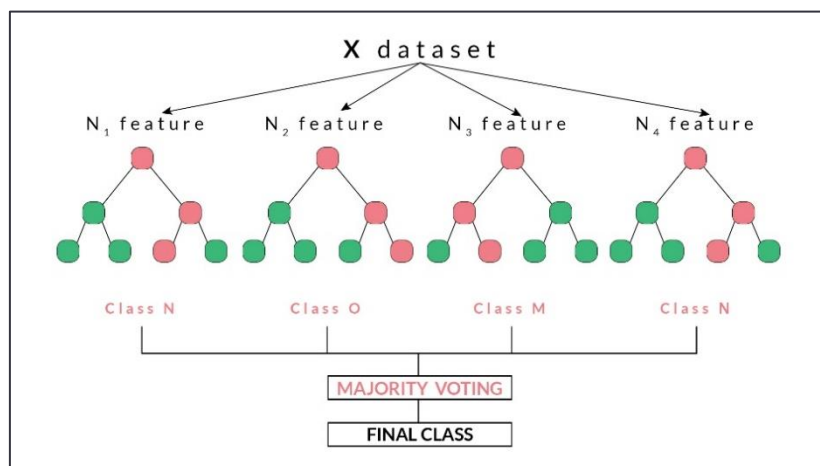 X dataset
N₁ feature N₂ feature N₃ feature N₄ feature
Class N Class O Class M Class N
MAJORITY VOTING
FINAL CLASS